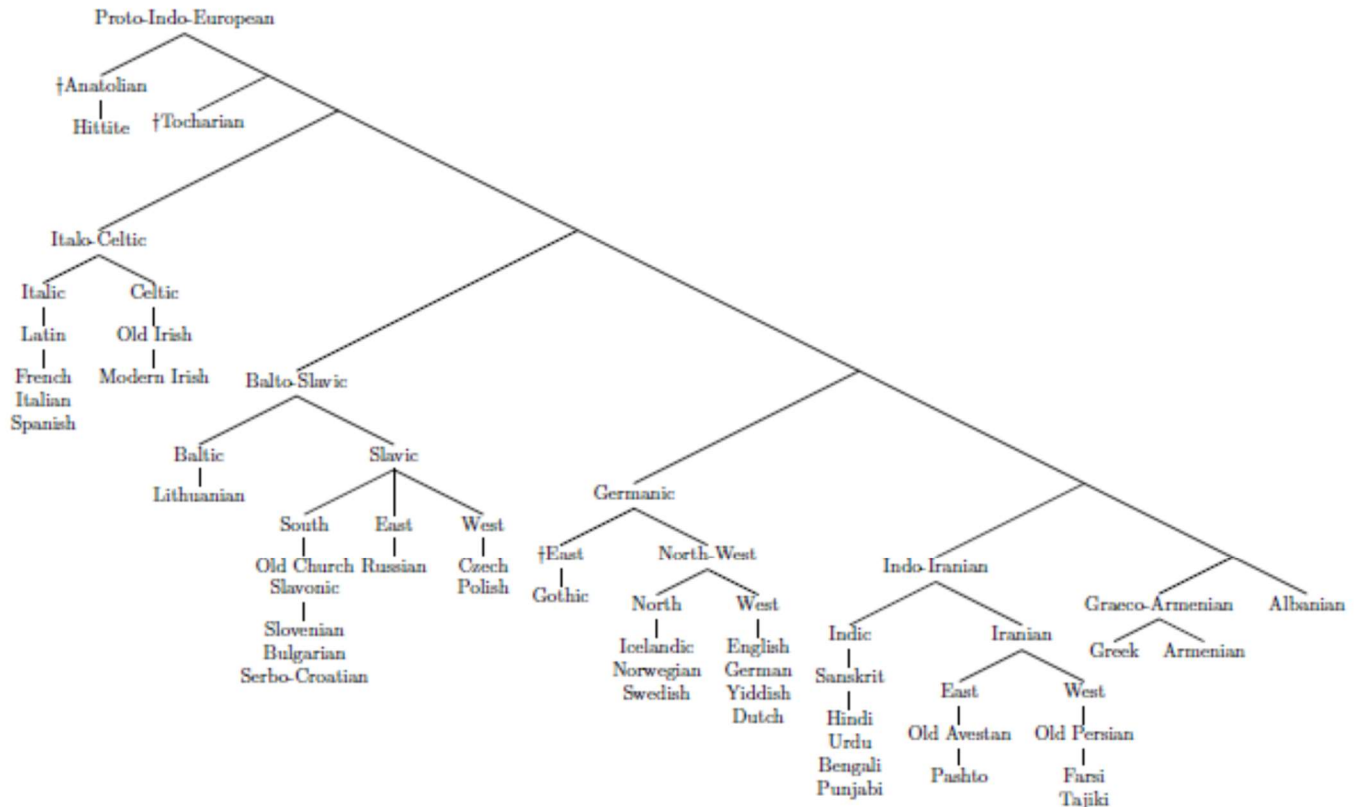 Proto-Indo-European
†Anatolian
Hittite
†Tocharian
Italo-Celtic
Italic
Celtic
Latin
Old Irish
French
Italian
Spanish
Modern Irish
Balto-Slavic
Baltic
Slavic
Lithuanian
South
East
West
Old Church
Slavonic
Russian
Czech
Polish
Slovenian
Bulgarian
Serbo-Croatian
Germanic
†East
North-West
Gothic
North
West
Icelandic
Norwegian
Swedish
English
German
Yiddish
Dutch
Indo-Iranian
Indic
Iranian
Sanskrit
East
West
Hindi
Urdu
Bengali
Punjabi
Old Avestan
Old Persian
Pashto
Farsi
Tajiki
Graeco-Armenian
Albanian
Greek
Armenian